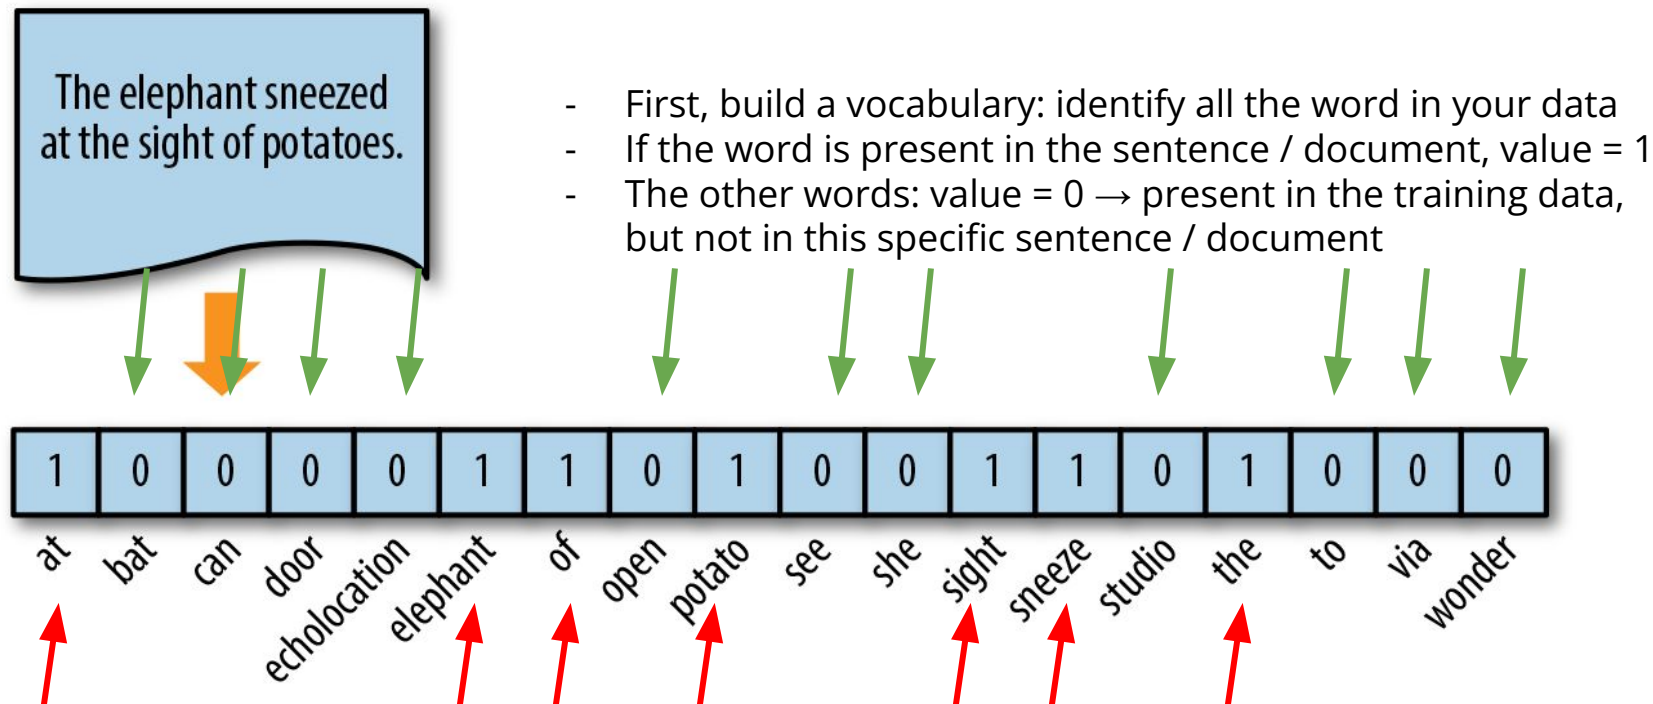 The elephant sneezed
at the sight of potatoes.
- First, build a vocabulary: identify all the word in your data
- If the word is present in the sentence / document, value = 1
- The other words: value = 0 → present in the training data,
but not in this specific sentence / document
1 0 0 0 0 1 1 0 1 0 0 1 1 0 1 0 0 0
at bat can door echolocation elephant of open potato see she sight sneeze studio the to via wonder